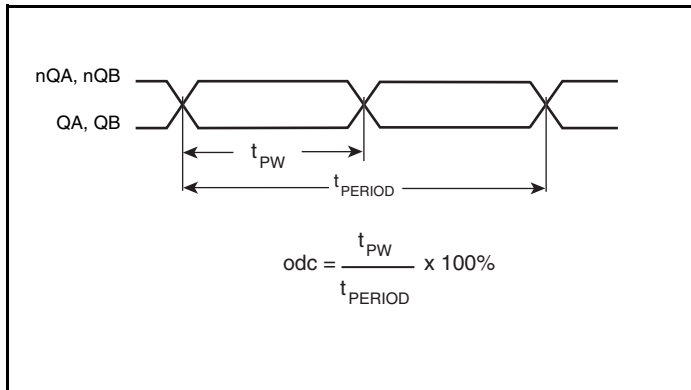 nQA, nQB
QA, QB
tPW
tPERIOD
odc = tPW / tPERIOD x 100%